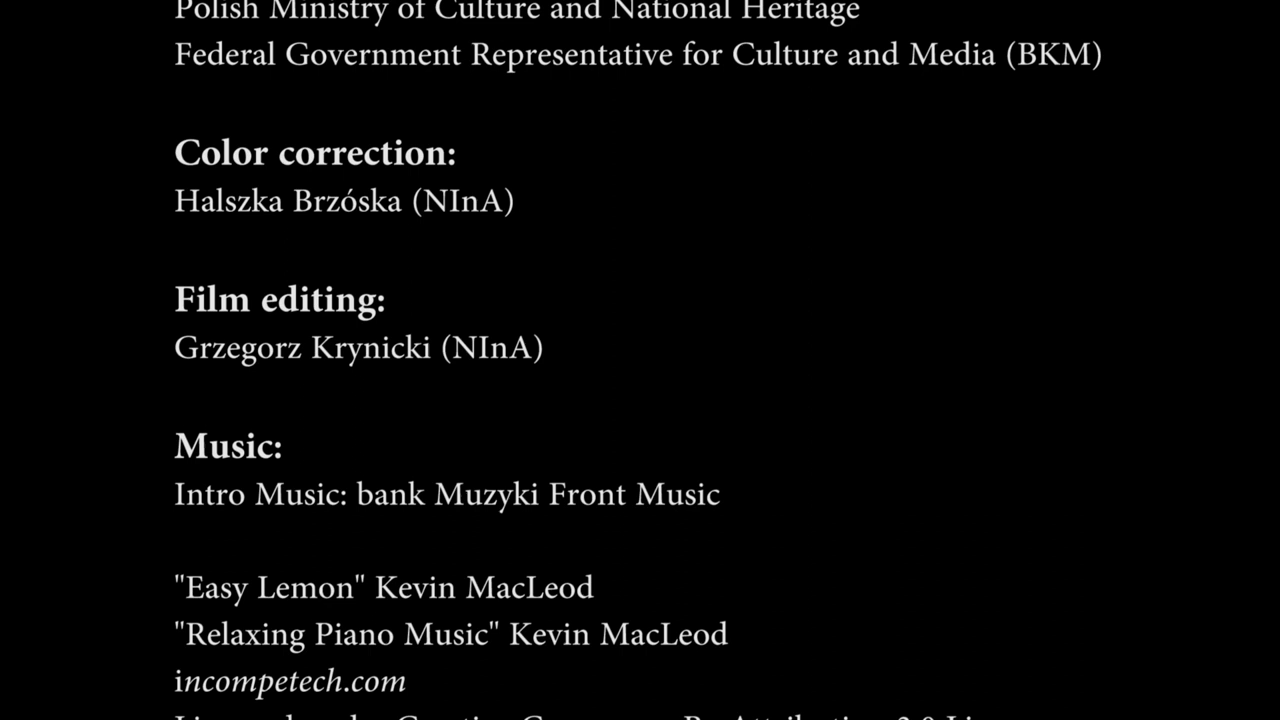 Polish Ministry of Culture and National Heritage
Federal Government Representative for Culture and Media (BKM)
Color correction:
Halszka Brzóska (NInA)
Film editing:
Grzegorz Krynicki (NInA)
Music:
Intro Music: bank Muzyki Front Music
"Easy Lemon" Kevin MacLeod
"Relaxing Piano Music" Kevin MacLeod
incompetech.com